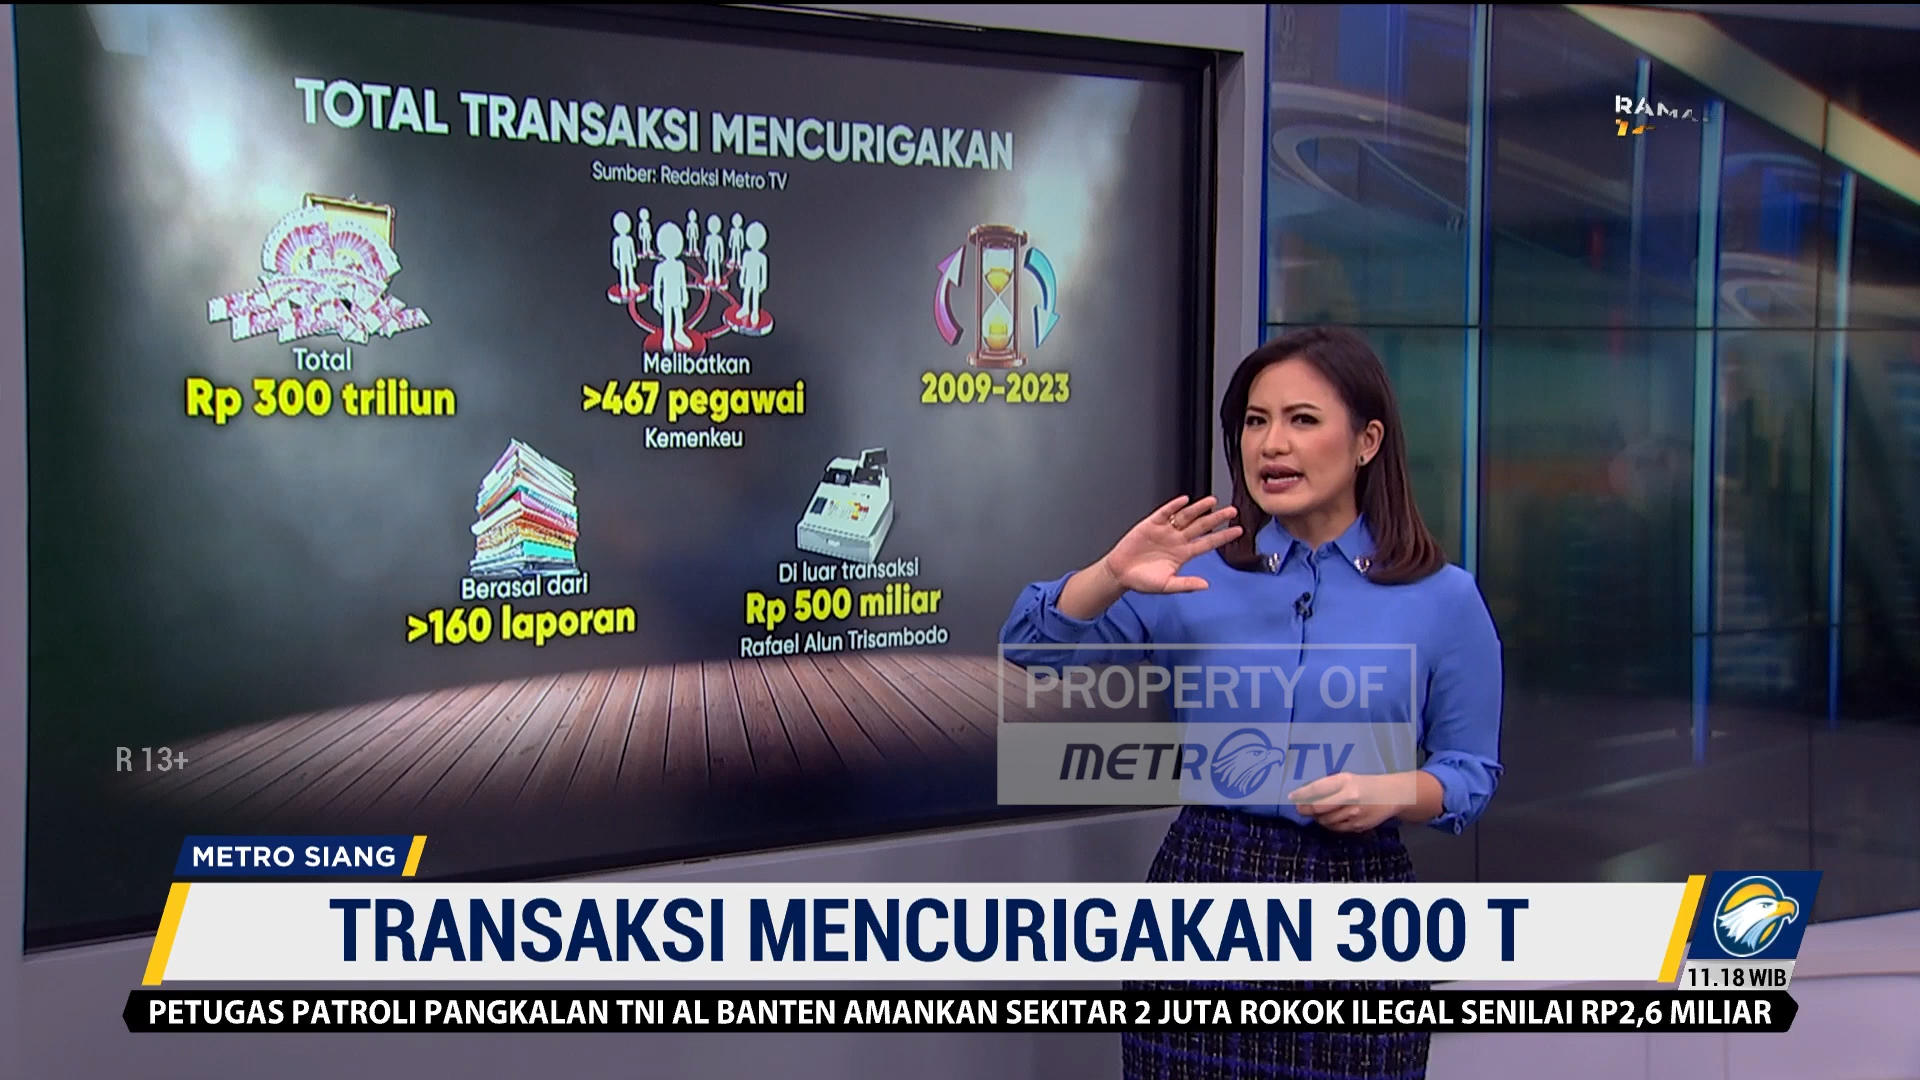 TOTAL TRANSAKSI MENCURIGAKAN
Sumber: Redaksi Metro TV
Total
Rp 300 triliun
Melibatkan
>467 pegawai
Kemenkeu
2009-2023
Berasal dari
>160 laporan
Di luar transaksi
Rp 500 miliar
Rafael Alun Trisambodo
PROPERTY OF
METRO TV
R 13+
METRO SIANG
TRANSAKSI MENCURIGAKAN 300 T
11.18 WIB
PETUGAS PATROLI PANGKALAN TNI AL BANTEN AMANKAN SEKITAR 2 JUTA ROKOK ILEGAL SENILAI RP2,6 MILIAR